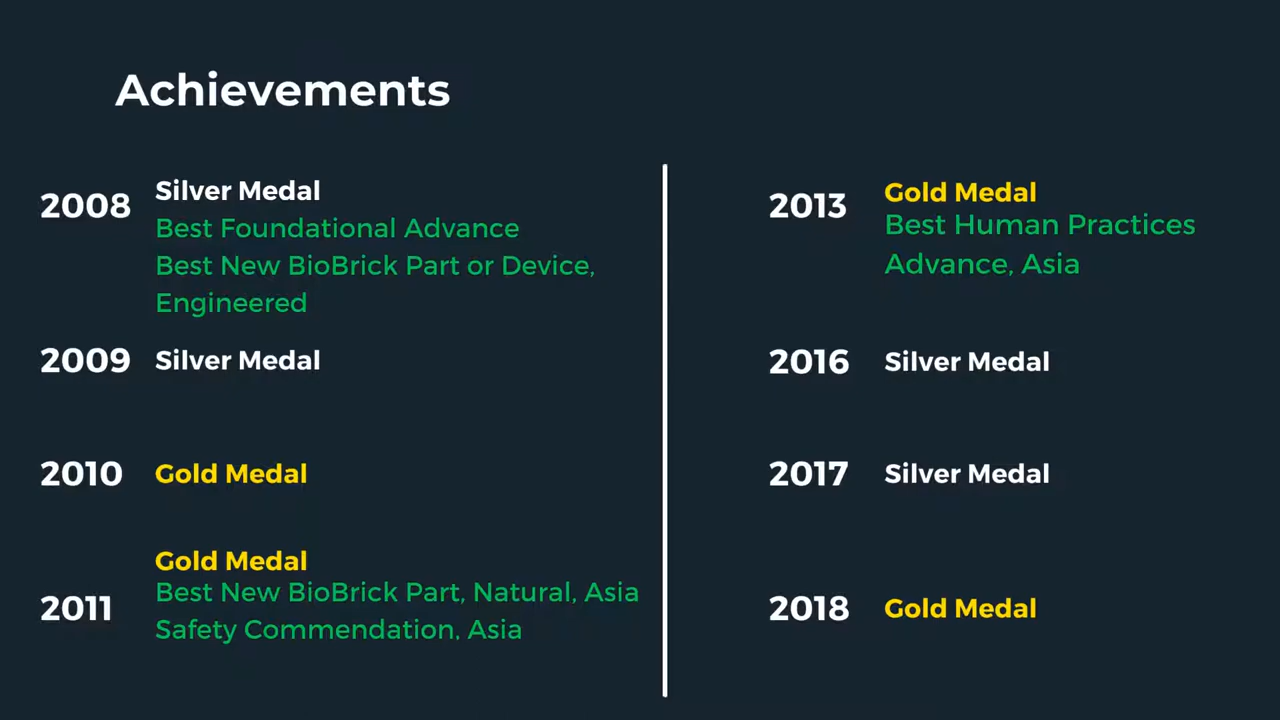 Achievements
2008
Silver Medal
Best Foundational Advance
Best New BioBrick Part or Device,
Engineered
2009
Silver Medal
2010
Gold Medal
2011
Gold Medal
Best New BioBrick Part, Natural, Asia
Safety Commendation, Asia
2013
Gold Medal
Best Human Practices
Advance, Asia
2016
Silver Medal
2017
Silver Medal
2018
Gold Medal